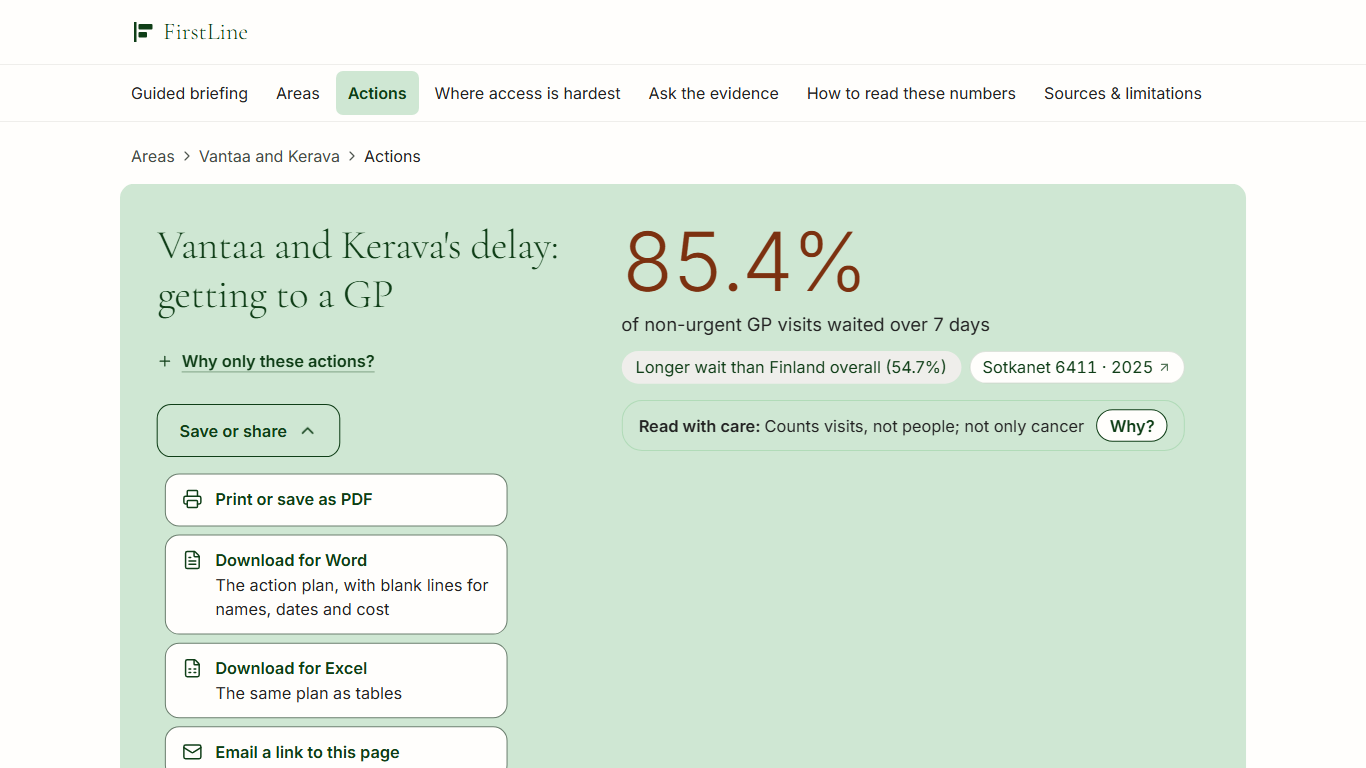 FirstLine
Guided briefing
Areas
Actions
Where access is hardest
Ask the evidence
How to read these numbers
Sources & limitations
Areas > Vantaa and Kerava > Actions
Vantaa and Kerava's delay:
getting to a GP
+ Why only these actions?
Save or share
Print or save as PDF
Download for Word
The action plan, with blank lines for
names, dates and cost
Download for Excel
The same plan as tables
Email a link to this page
85.4%
of non-urgent GP visits waited over 7 days
Longer wait than Finland overall (54.7%)
Sotkanet 6411 · 2025 ↗
Read with care: Counts visits, not people; not only cancer
Why?